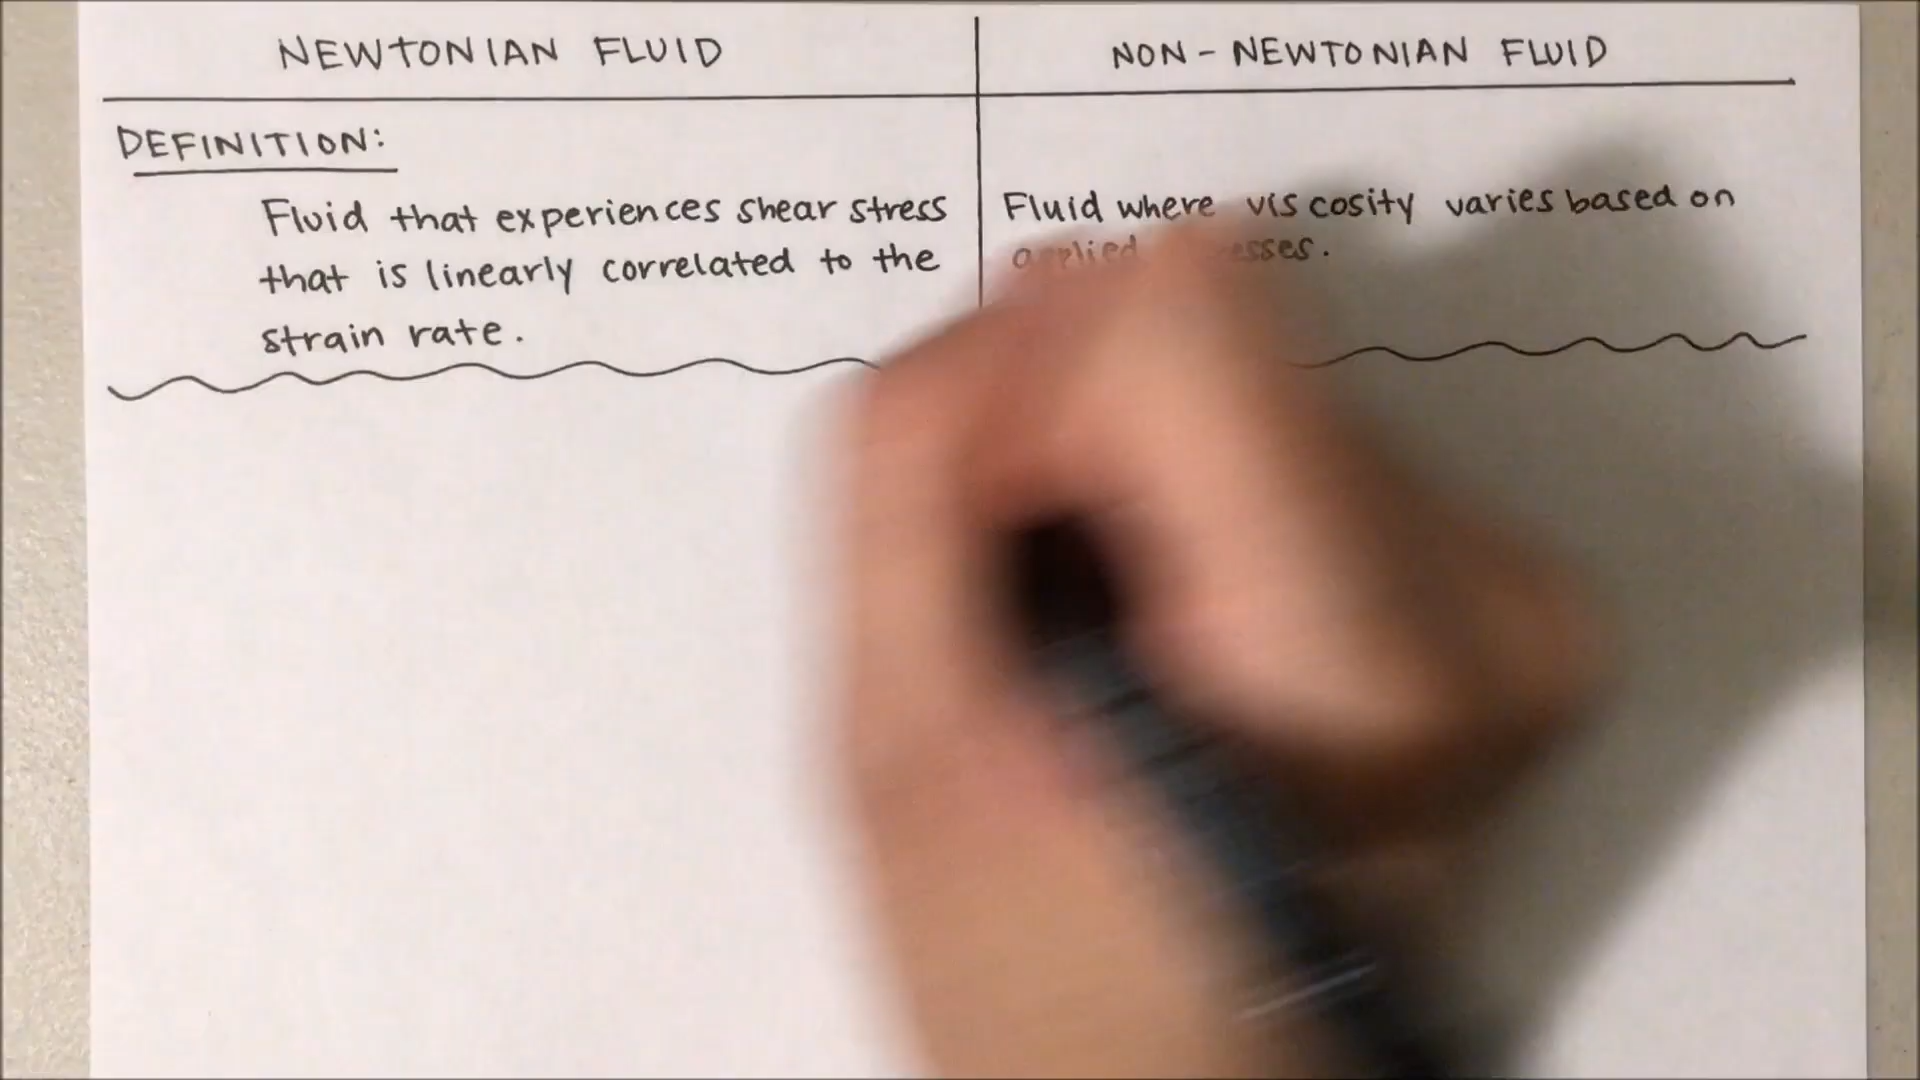 NEWTONIAN FLUID
NON-NEWTONIAN FLUID
DEFINITION:
Fluid that experiences shear stress
that is linearly correlated to the
strain rate.
Fluid where viscosity varies based on
applied